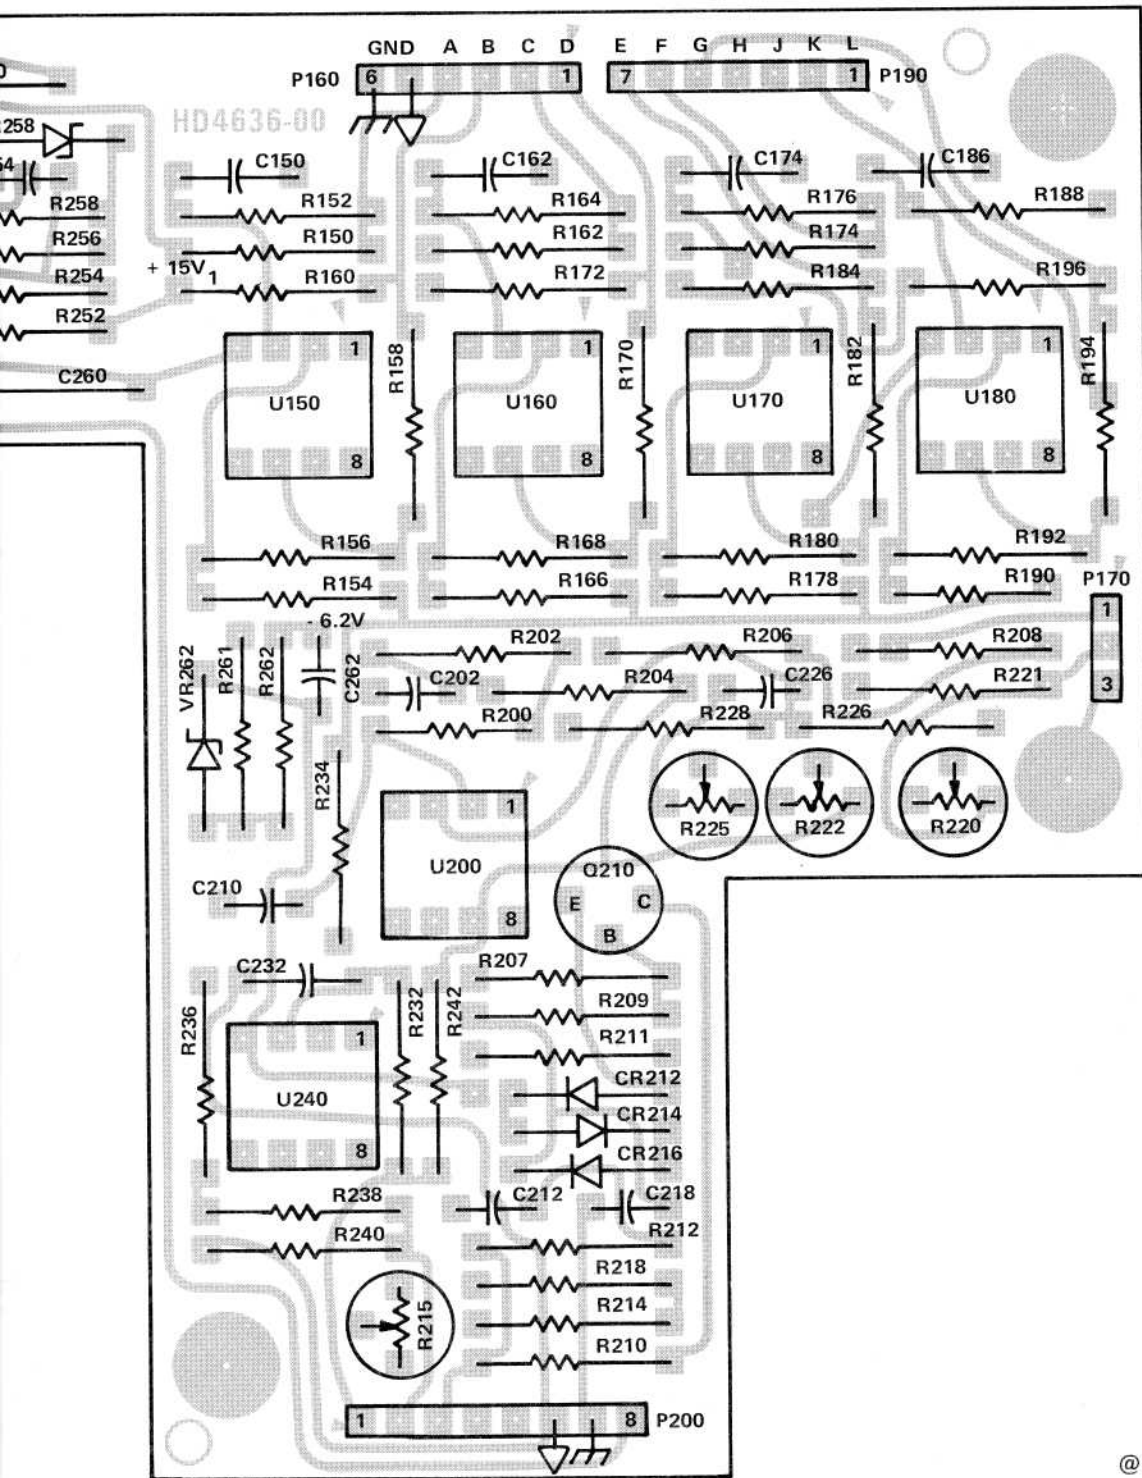 GND A B C D E F G H J K L
P160 6 1 7 1 P190
HD4636-00
C150 C162 C174 C186
R258 R152 R164 R176 R188
R256 R150 R162 R174
+ 15V 1
R254 R160 R172 R184 R196
R252
C260
R158 R170 R182 R194
1 1 1 1
U150 U160 U170 U180
8 8 8 8
R156 R168 R180 R192
R154 R166 R178 R190 P170
1
3
- 6.2V
VR262 R261 R262 C262
R202 R206 R208
C202 R204 C226 R221
R200 R228 R226
R234
R225 R222 R220
1
U200
8
Q210
E C
B
C210
C232 R207
R236 R232 R242
R209
R211
1
U240
8
CR212
CR214
CR216
R238 C212 C218
R240 R212
R218
R215 R214
R210
1 8 P200
@